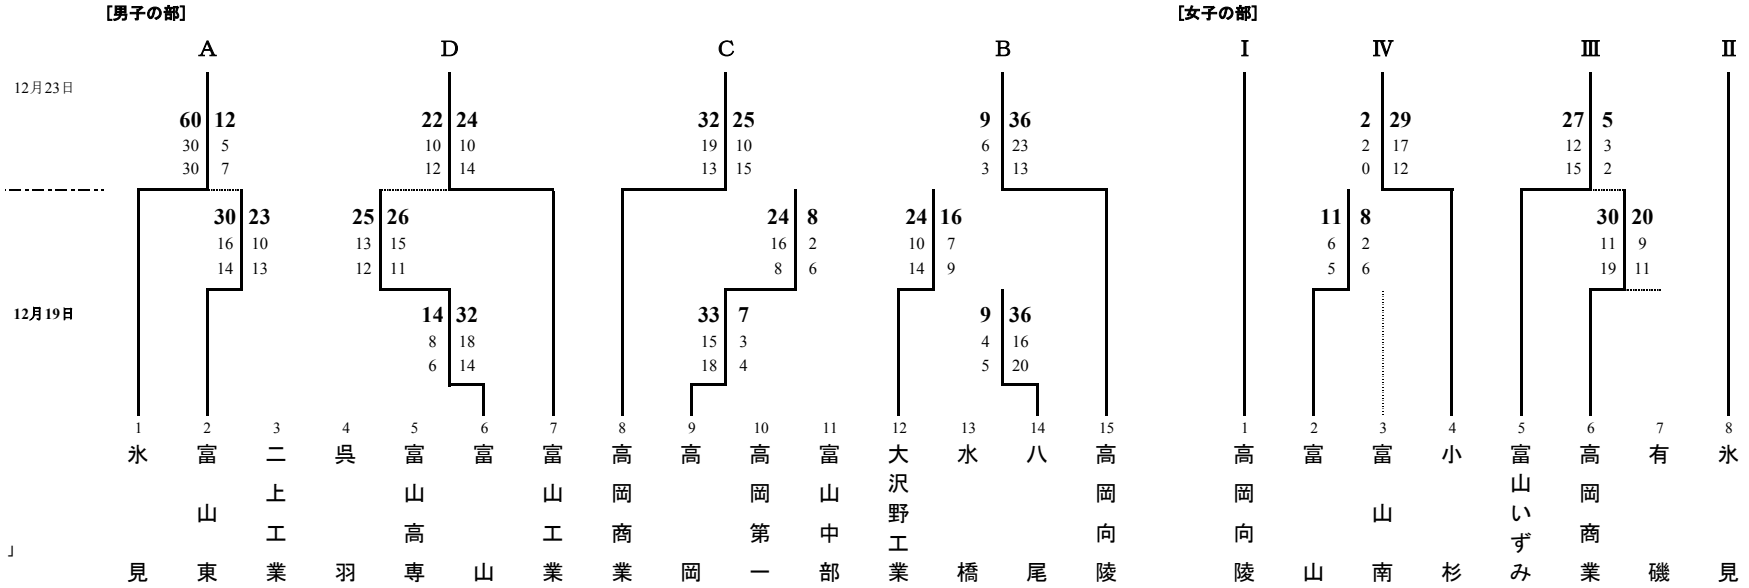 [男子の部] [女子の部]
A D C B Ⅰ Ⅳ Ⅲ Ⅱ
12月23日
60 12 22 24 32 25 9 36 2 29 27 5
30 5 10 10 19 10 6 23 2 17 12 3
30 7 12 14 13 15 3 13 0 12 15 2
30 23 25 26 24 8 24 16 11 8 30 20
16 10 13 15 16 2 10 7 6 2 11 9
14 13 12 11 8 6 14 9 5 6 19 11
12月19日
14 32 33 7 9 36
8 18 15 3 4 16
6 14 18 4 5 20
1 2 3 4 5 6 7 8 9 10 11 12 13 14 15 1 2 3 4 5 6 7 8
氷見
富山東
二上工業
呉羽
富山高専
富山
富山工業
高岡商業
高岡
高岡第一
富山中部
大沢野工業
水橋
八尾
高岡向陵
高岡向陵
富山
富山南
小杉
富山いずみ
高岡商業
有磯
氷見
」